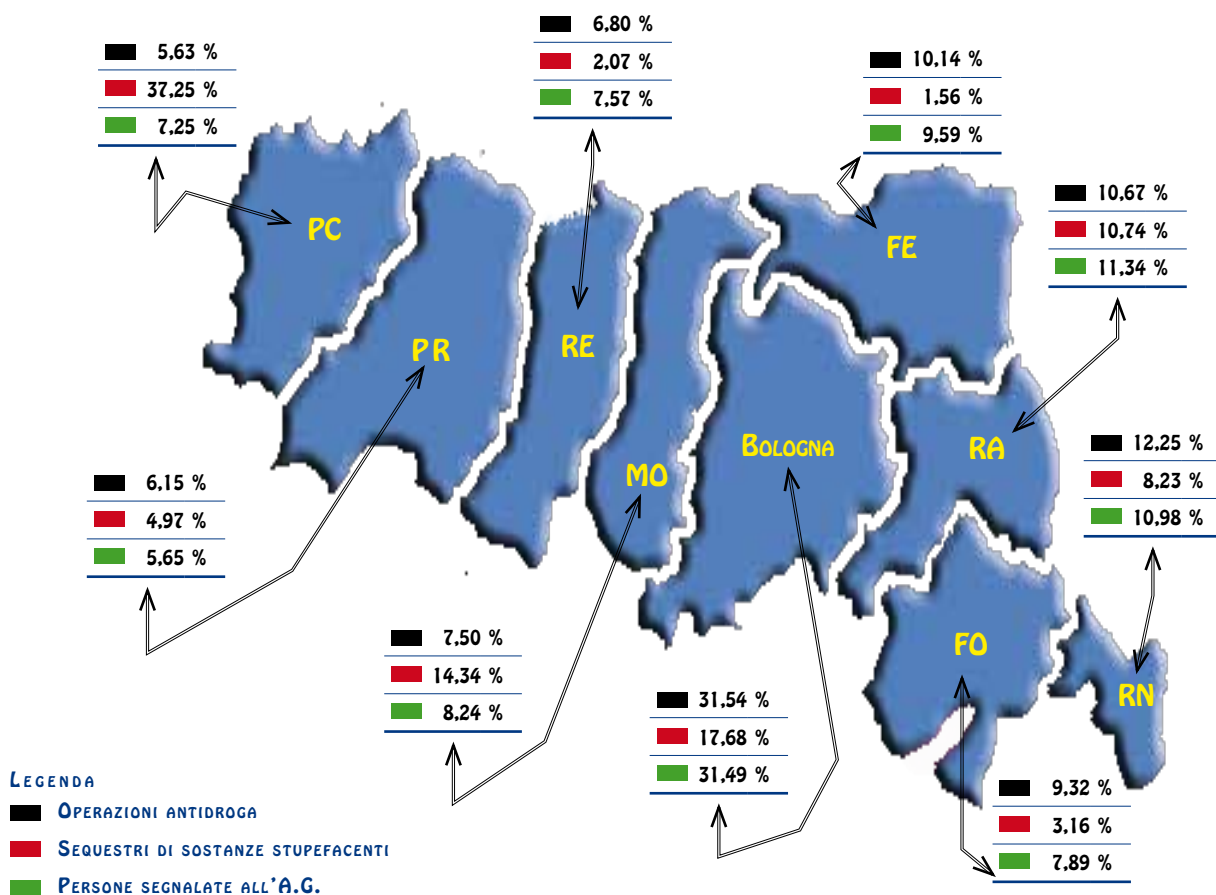 6,80 %
2,07 %
7,57 %
5,63 %
37,25 %
7,25 %
10,14 %
1,56 %
9,59 %
10,67 %
10,74 %
11,34 %
PC
FE
PR
RE
MO
Bologna
RA
12,25 %
8,23 %
10,98 %
6,15 %
4,97 %
5,65 %
7,50 %
14,34 %
8,24 %
FO
RN
31,54 %
17,68 %
31,49 %
9,32 %
3,16 %
7,89 %
Legenda
Operazioni antidroga
Sequestri di sostanze stupefacenti
Persone segnalate all'A.G.